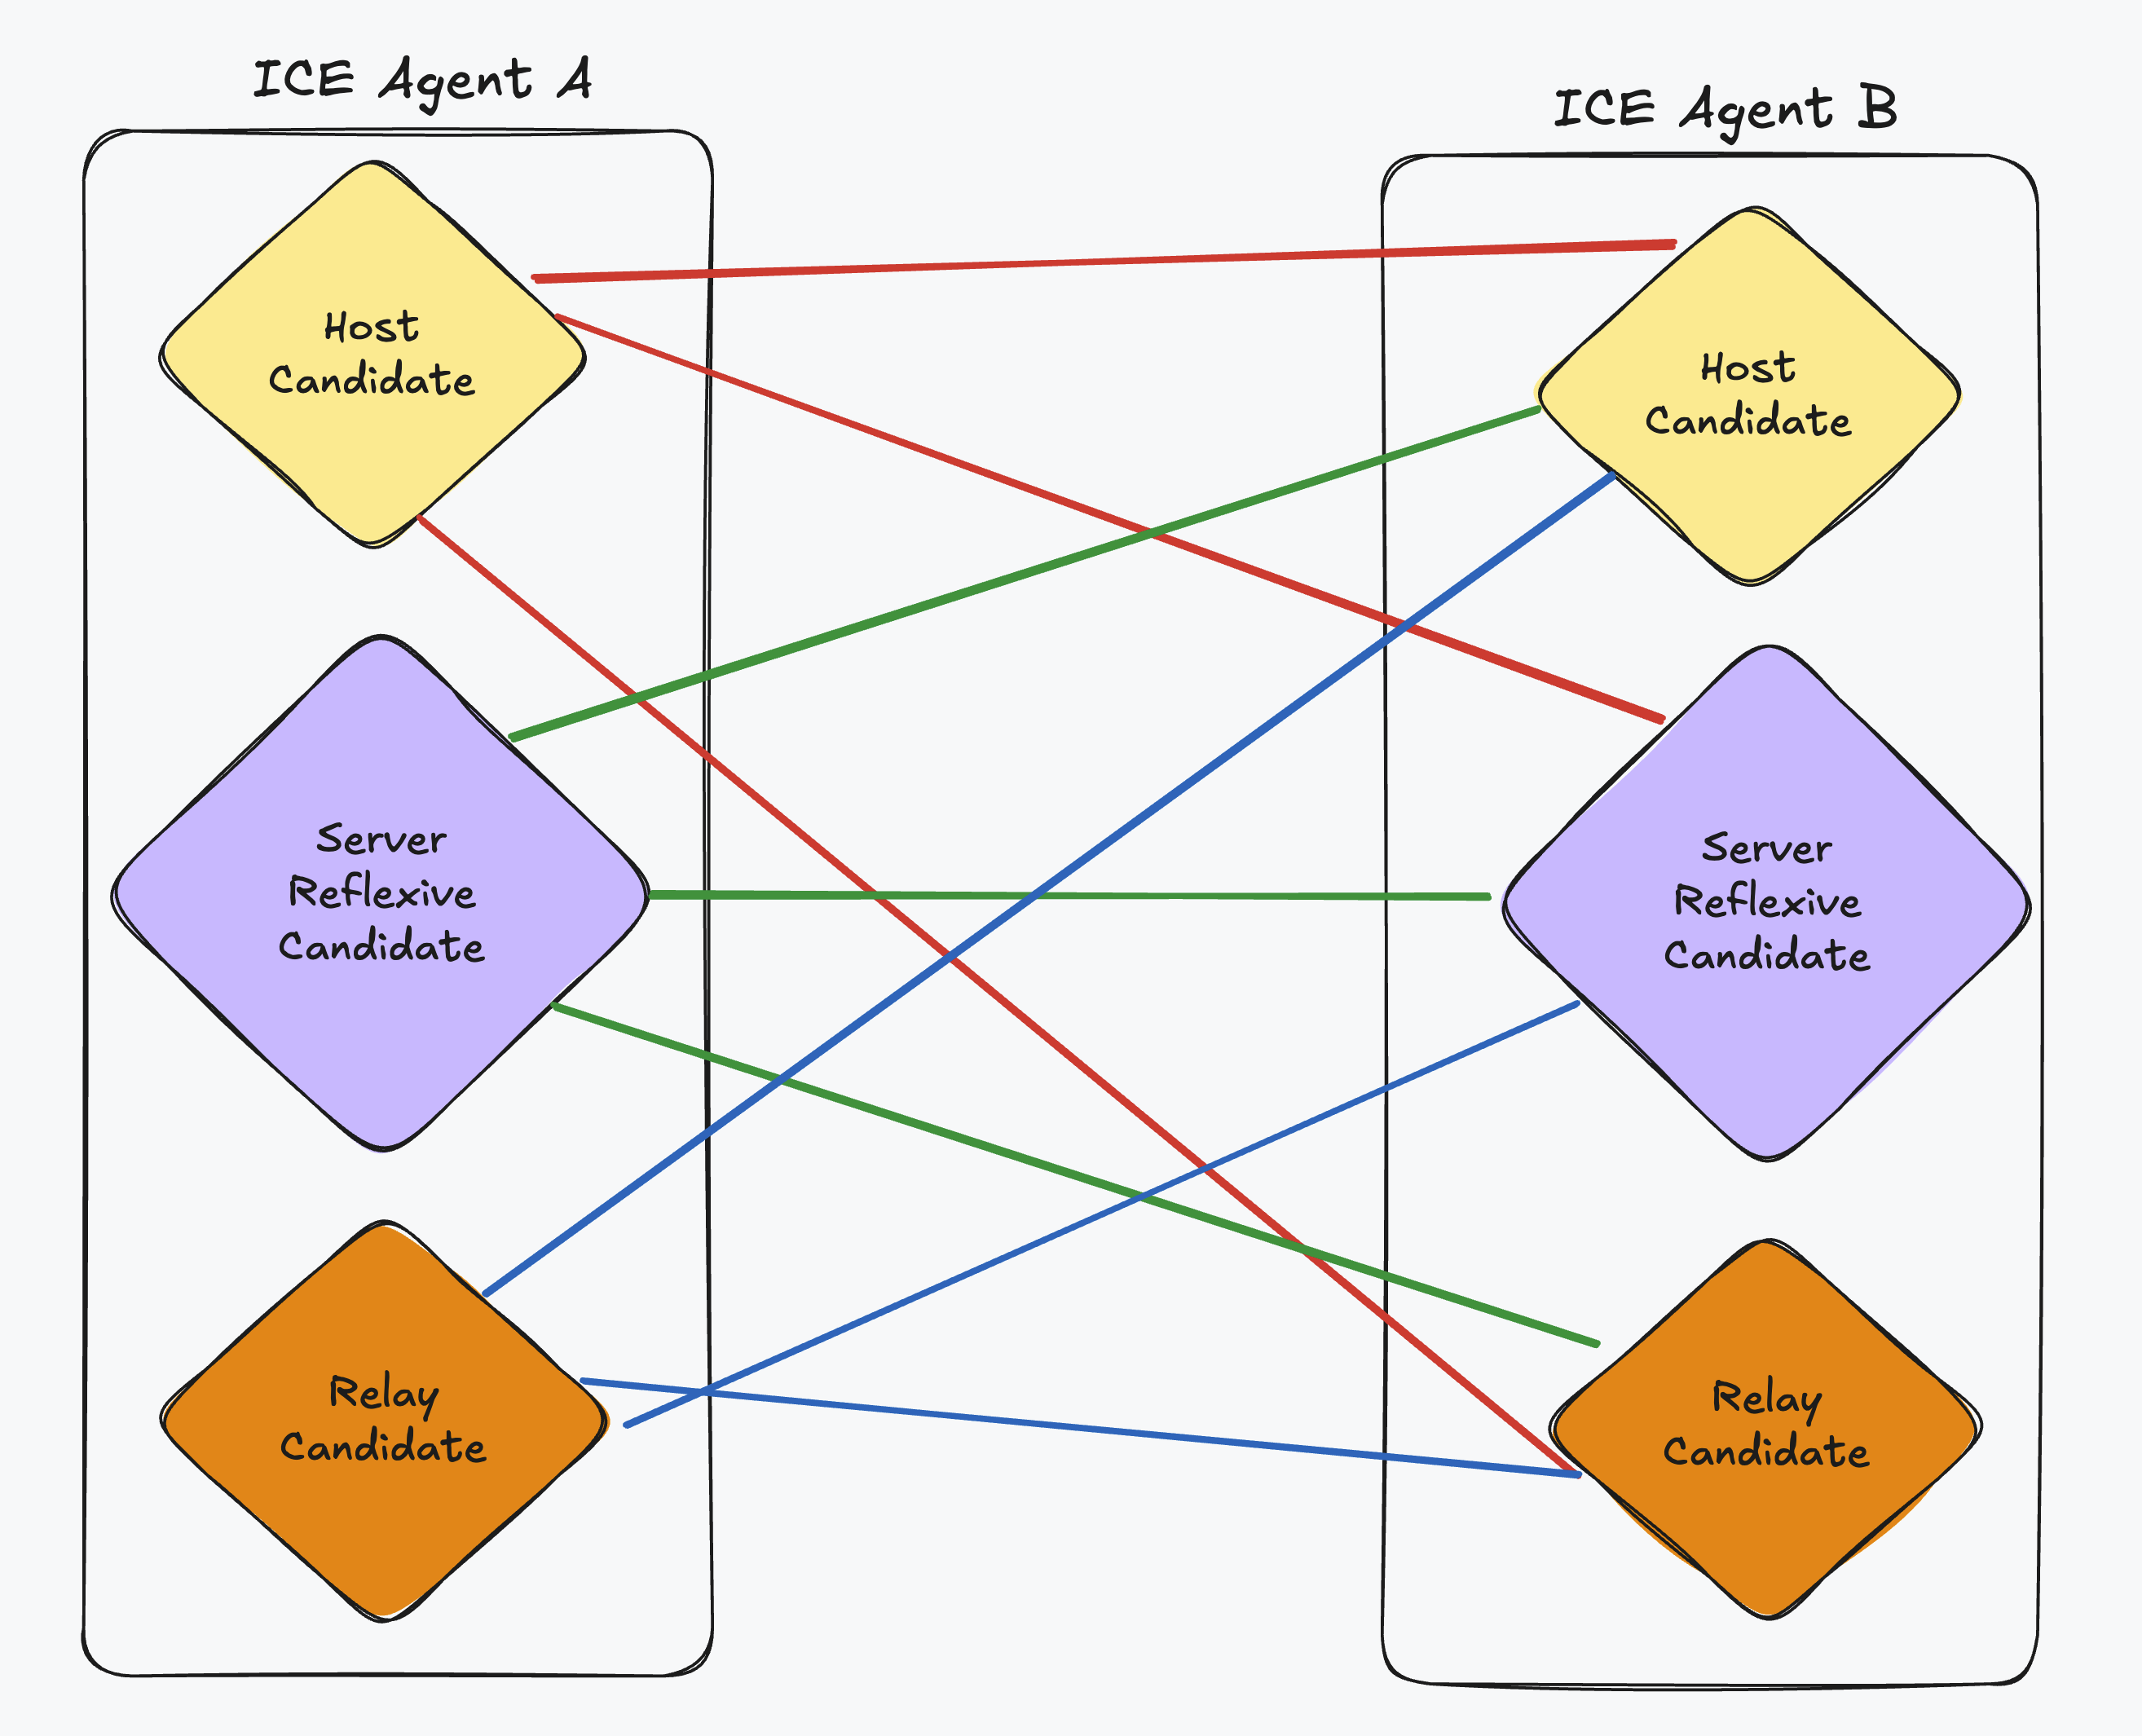 ICE Agent A
Host
Candidate
Server
Reflexive
Candidate
Relay
Candidate
ICE Agent B
Host
Candidate
Server
Reflexive
Candidate
Relay
Candidate